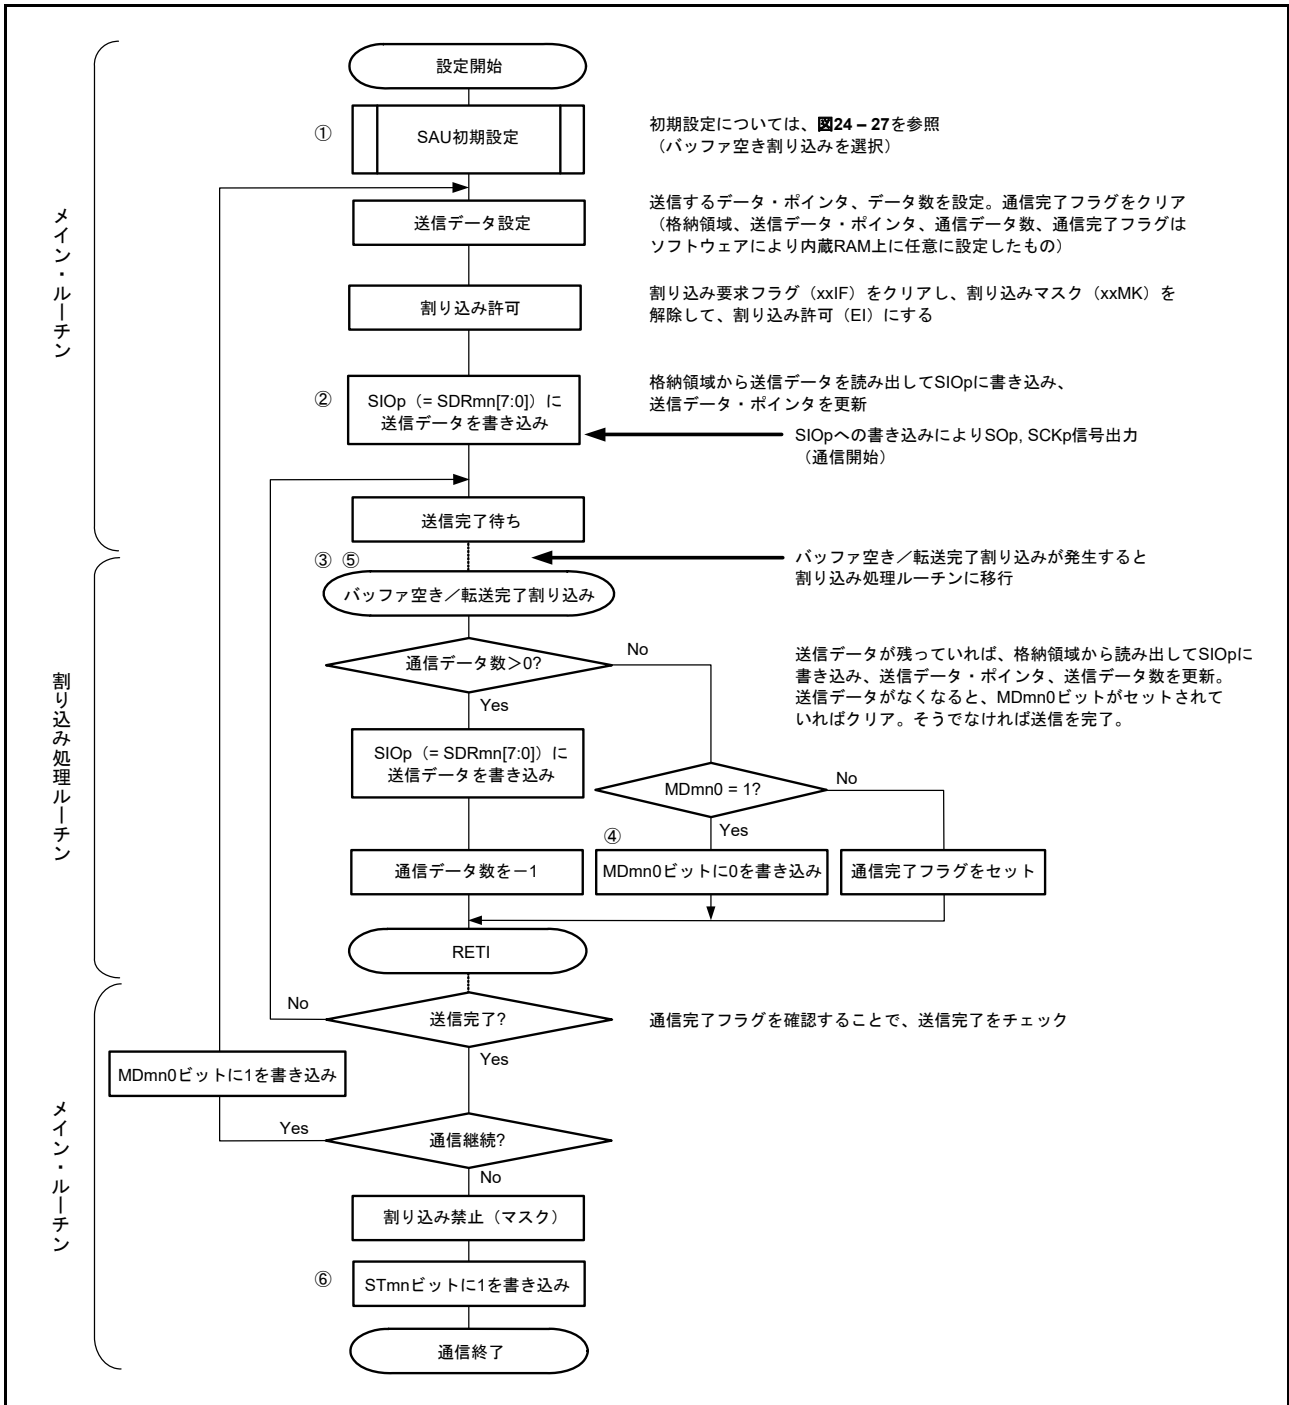 設定開始
①
SAU初期設定
初期設定については、図24 – 27を参照
（バッファ空き割り込みを選択）
メイン・ルーチン
送信データ設定
送信するデータ・ポインタ、データ数を設定。通信完了フラグをクリア
（格納領域、送信データ・ポインタ、通信データ数、通信完了フラグは
ソフトウェアにより内蔵RAM上に任意に設定したもの）
割り込み許可
割り込み要求フラグ（xxIF）をクリアし、割り込みマスク（xxMK）を
解除して、割り込み許可（EI）にする
②
SIOp（= SDRmn[7:0]）に
送信データを書き込み
格納領域から送信データを読み出してSIOpに書き込み、
送信データ・ポインタを更新
SIOpへの書き込みによりSOp, SCKp信号出力
（通信開始）
送信完了待ち
③ ⑤
バッファ空き／転送完了割り込みが発生すると
割り込み処理ルーチンに移行
バッファ空き／転送完了割り込み
割り込み処理ルーチン
通信データ数＞0?
No
Yes
送信データが残っていれば、格納領域から読み出してSIOpに
書き込み、送信データ・ポインタ、送信データ数を更新。
送信データがなくなると、MDmn0ビットがセットされて
いればクリア。そうでなければ送信を完了。
SIOp（= SDRmn[7:0]）に
送信データを書き込み
MDmn0 = 1?
No
Yes
④
通信データ数を－1
MDmn0ビットに0を書き込み
通信完了フラグをセット
RETI
No
送信完了?
Yes
通信完了フラグを確認することで、送信完了をチェック
MDmn0ビットに1を書き込み
メイン・ルーチン
Yes
通信継続?
No
割り込み禁止（マスク）
⑥
STmnビットに1を書き込み
通信終了